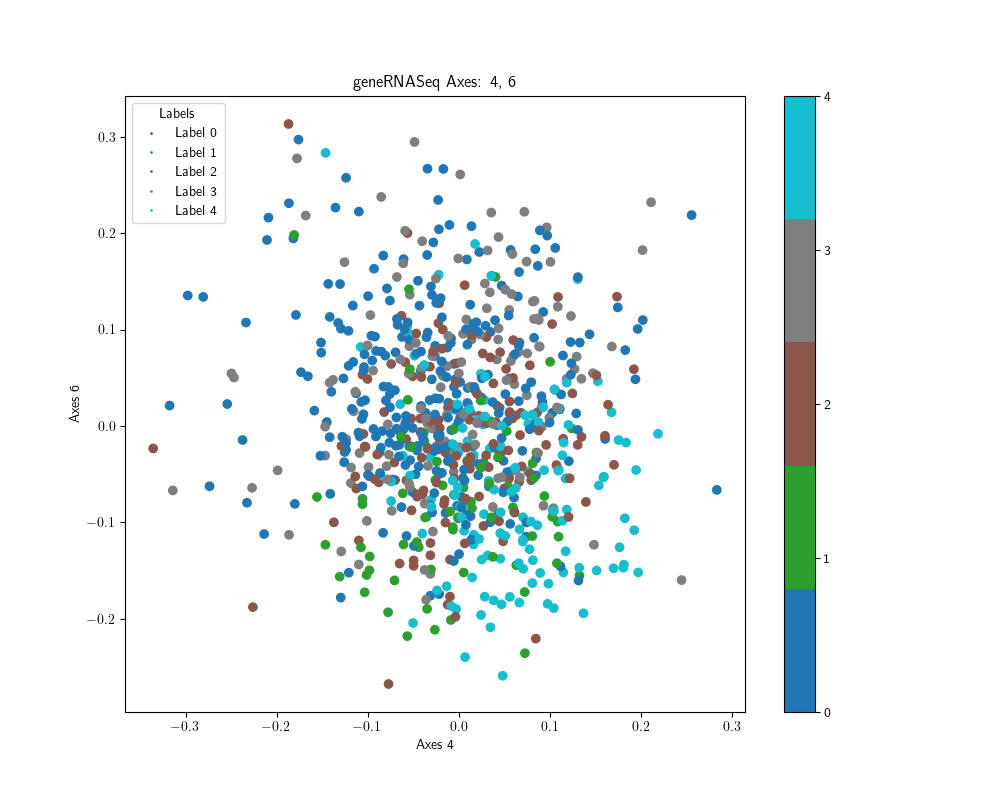 geneRNASeq Axes: 4, 6
Labels
Label 0
Label 1
Label 2
Label 3
Label 4
0.3
0.2
0.1
0.0
−0.1
−0.2
Axes 6
−0.3
−0.2
−0.1
0.0
0.1
0.2
0.3
Axes 4
4
3
2
1
0